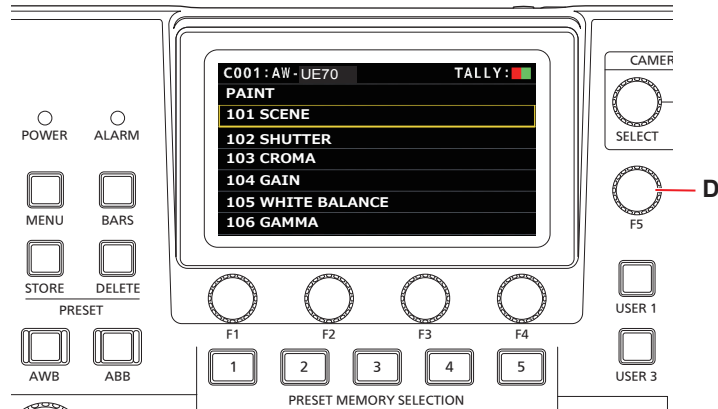 C001:AW-UE70 TALLY:
PAINT
101 SCENE
102 SHUTTER
103 CROMA
104 GAIN
105 WHITE BALANCE
106 GAMMA
POWER ALARM
MENU BARS
STORE DELETE
PRESET
AWB ABB
F1 F2 F3 F4
1 2 3 4 5
PRESET MEMORY SELECTION
CAMER
SELECT
D
F5
USER 1
USER 3